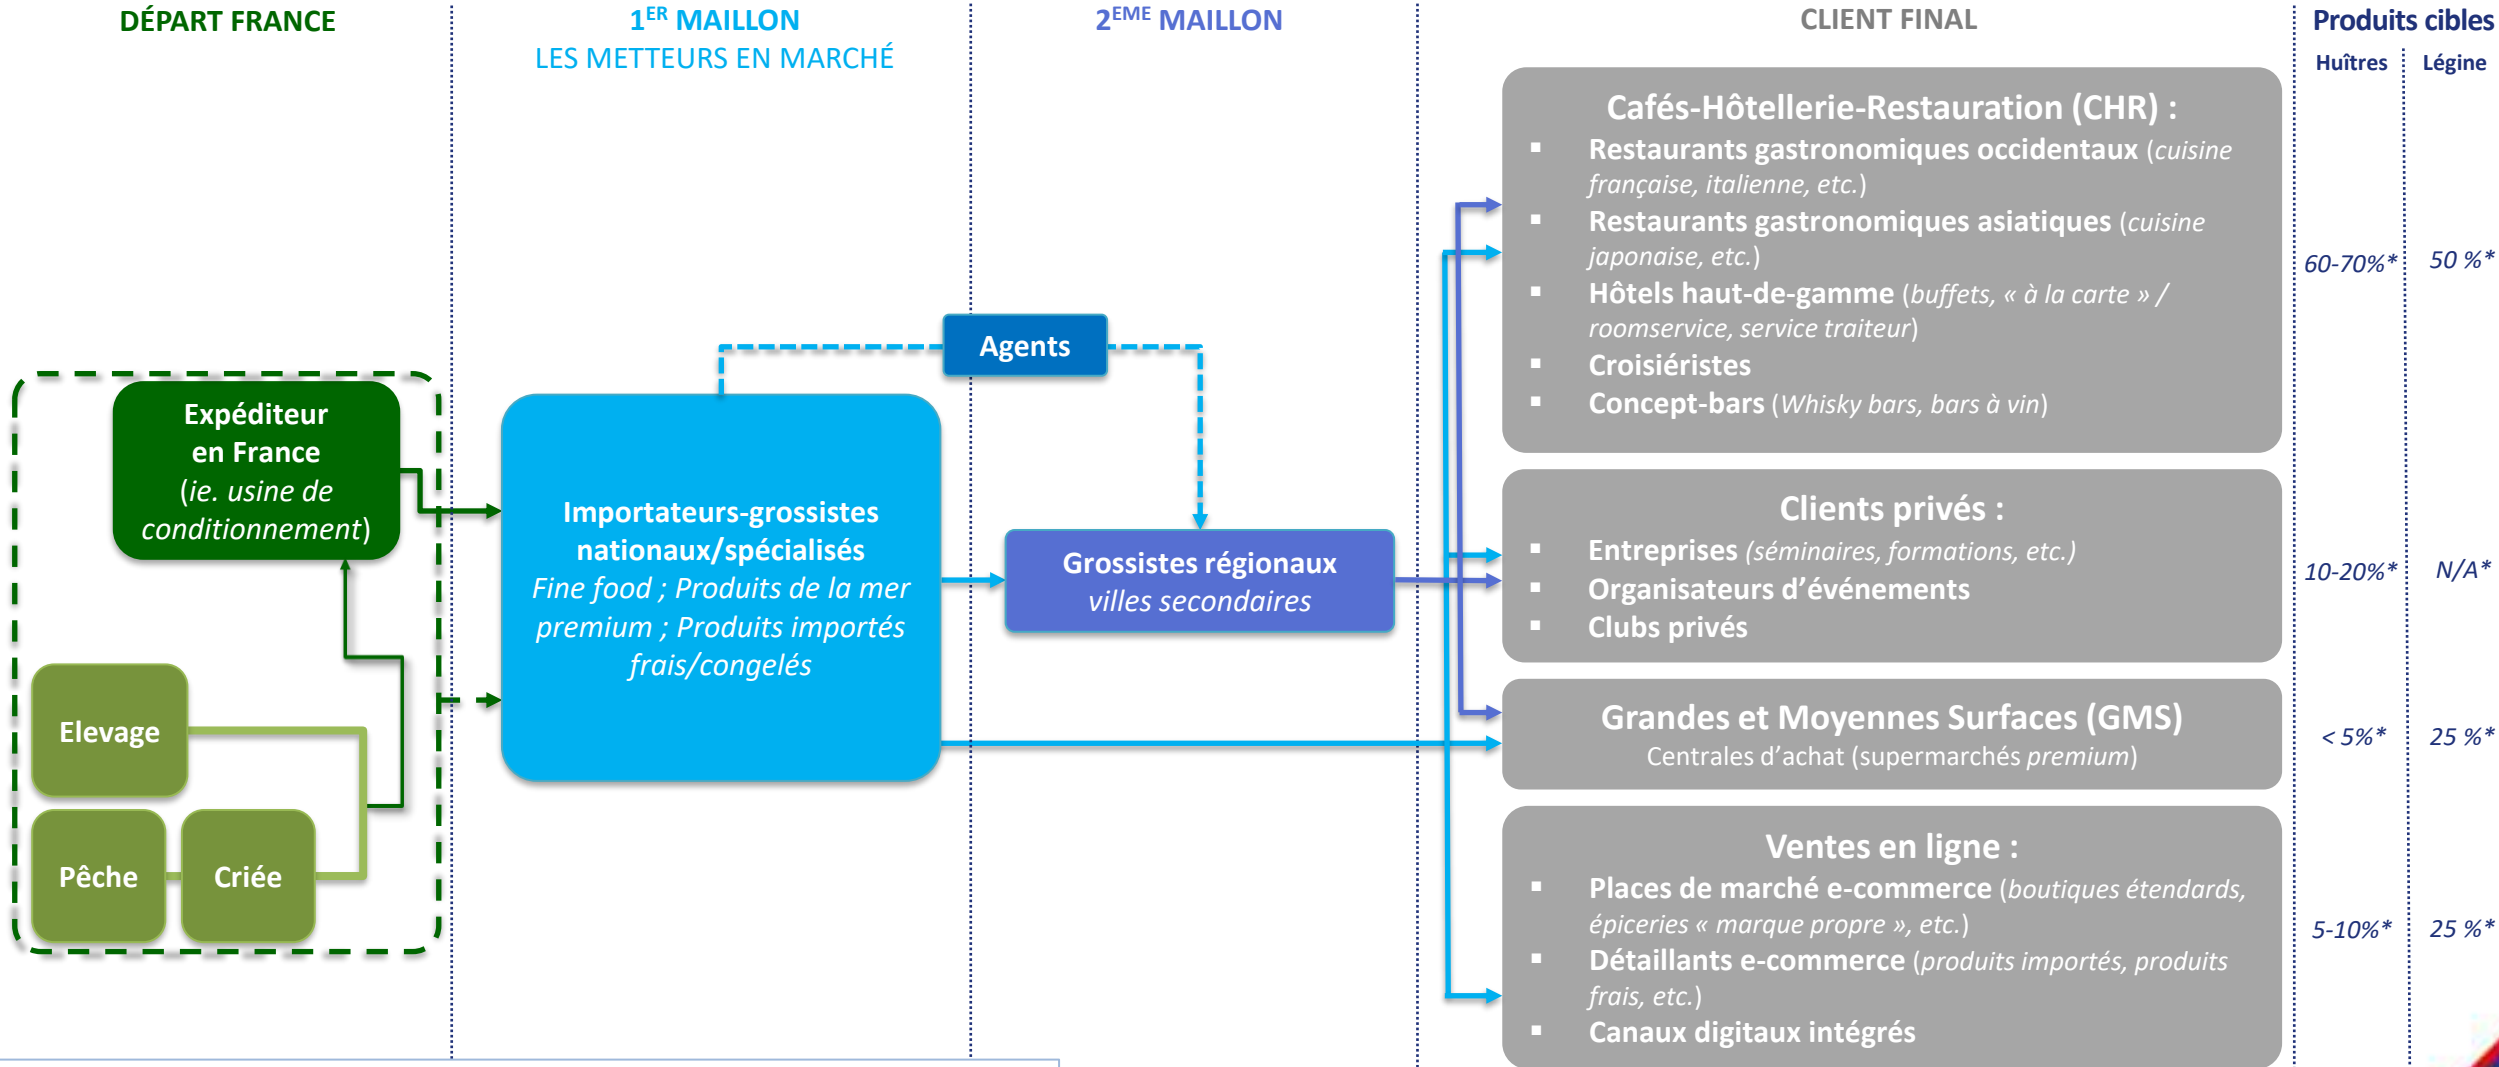 DÉPART FRANCE
1ER MAILLON
LES METTEURS EN MARCHÉ
2EME MAILLON
CLIENT FINAL
Produits cibles
Huîtres
Légine
Expéditeur
en France
(ie. usine de
conditionnement)
Elevage
Pêche
Criée
Importateurs-grossistes
nationaux/spécialisés
Fine food ; Produits de la mer
premium ; Produits importés
frais/congelés
Agents
Grossistes régionaux
villes secondaires
Cafés-Hôtellerie-Restauration (CHR) :
▪ Restaurants gastronomiques occidentaux (cuisine
française, italienne, etc.)
▪ Restaurants gastronomiques asiatiques (cuisine
japonaise, etc.)
▪ Hôtels haut-de-gamme (buffets, « à la carte » /
roomservice, service traiteur)
▪ Croisiéristes
▪ Concept-bars (Whisky bars, bars à vin)
60-70%*
50 %*
Clients privés :
▪ Entreprises (séminaires, formations, etc.)
▪ Organisateurs d'événements
▪ Clubs privés
10-20%*
N/A*
Grandes et Moyennes Surfaces (GMS)
Centrales d'achat (supermarchés premium)
< 5%*
25 %*
Ventes en ligne :
▪ Places de marché e-commerce (boutiques étendards,
épiceries « marque propre », etc.)
▪ Détaillants e-commerce (produits importés, produits
frais, etc.)
▪ Canaux digitaux intégrés
5-10%*
25 %*